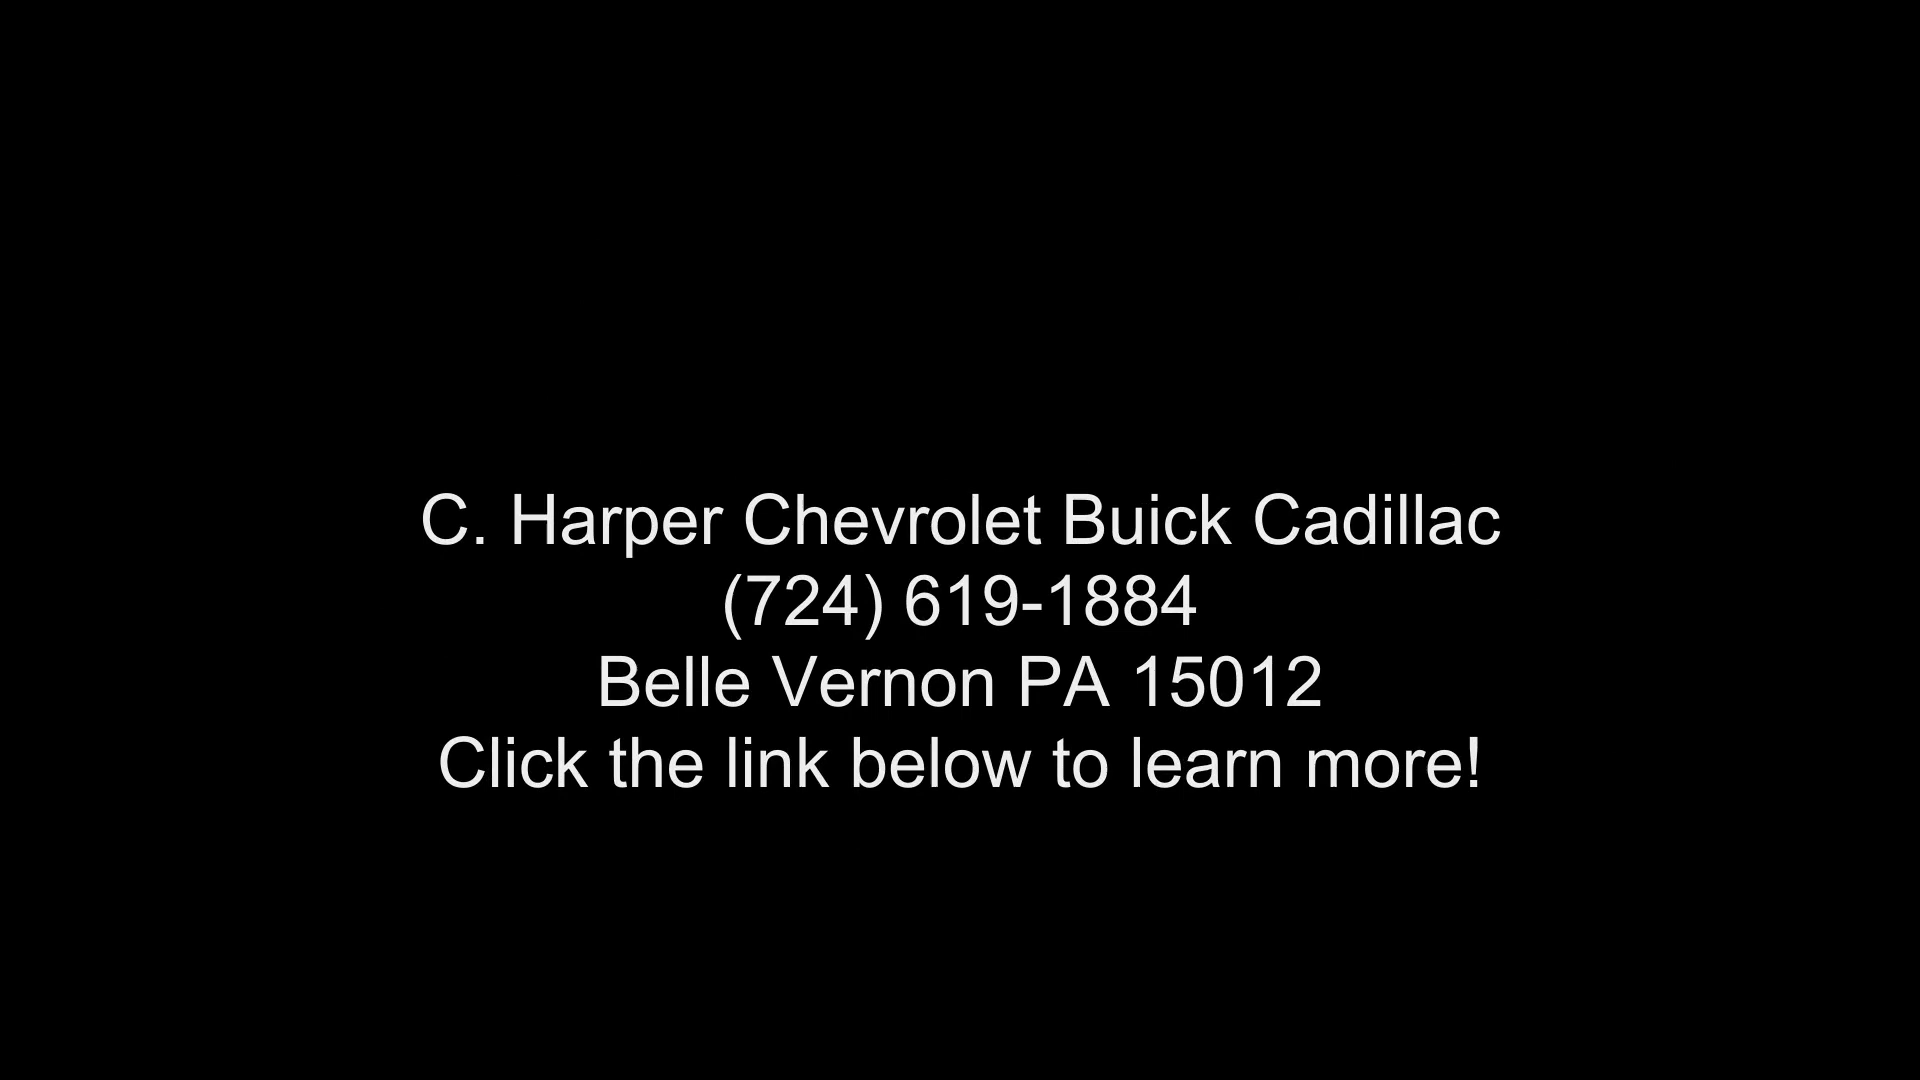 C. Harper Chevrolet Buick Cadillac
(724) 619-1884
Belle Vernon PA 15012
Click the link below to learn more!